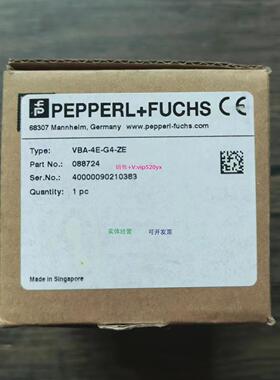 PEPPERL+FUCHS CE
68307 Mannheim, Germany www.pepperl-fuchs.com
Type: VBA-4E-G4-ZE
Part No.: 088724
Ser.No.: 40000090210383
Quantity: 1 pc
实体经营 可开发票
Made in Singapore